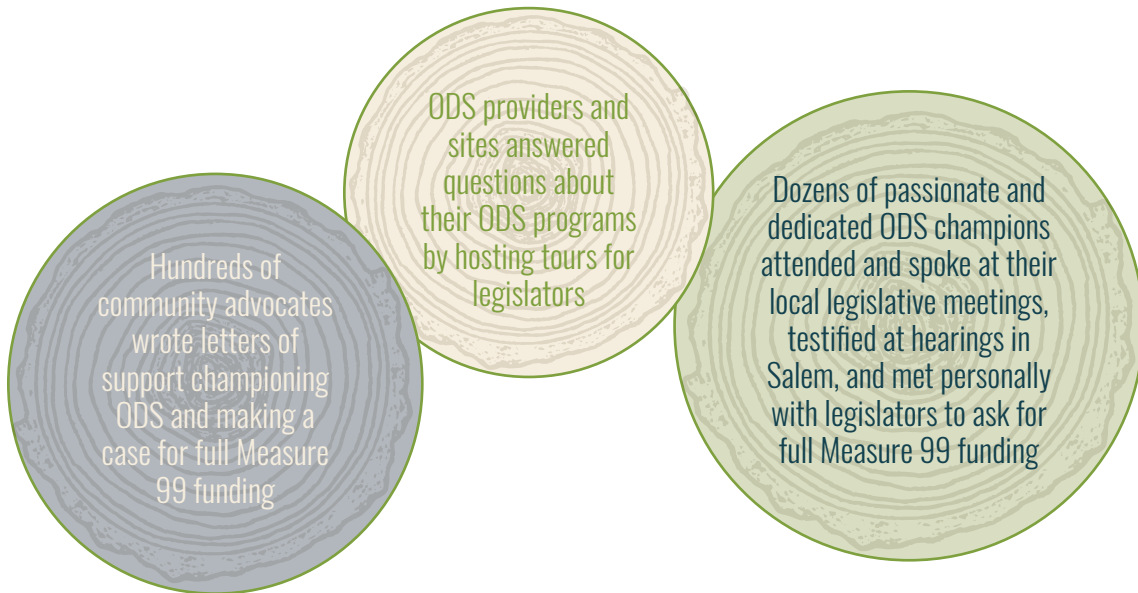 Hundreds of
community advocates
wrote letters of
support championing
ODS and making a
case for full Measure
99 funding
ODS providers and
sites answered
questions about
their ODS programs
by hosting tours for
legislators
Dozens of passionate and
dedicated ODS champions
attended and spoke at their
local legislative meetings,
testified at hearings in
Salem, and met personally
with legislators to ask for
full Measure 99 funding